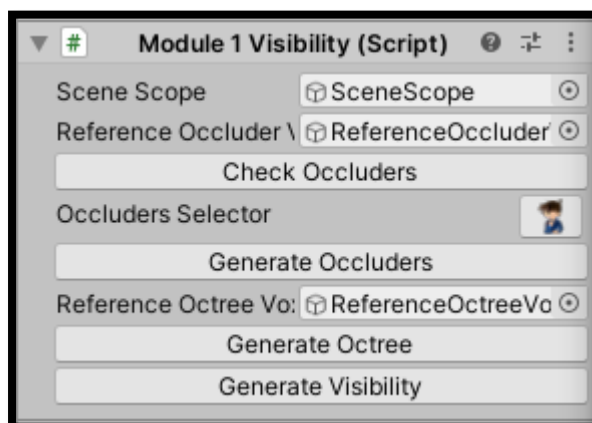 # Module 1 Visibility (Script)
Scene Scope SceneScope
Reference Occluder V ReferenceOccluder
Check Occluders
Occluders Selector
Generate Occluders
Reference Octree Vo: ReferenceOctreeVo
Generate Octree
Generate Visibility